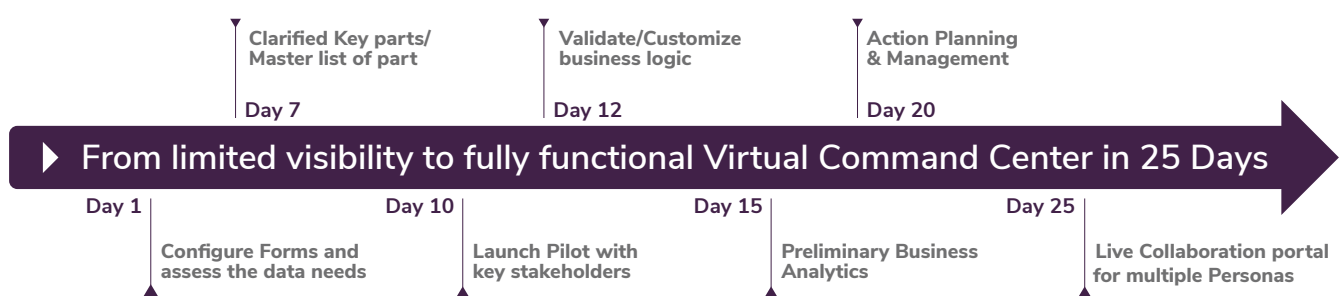 Clarified Key parts/
Master list of part
Day 7
Validate/Customize
business logic
Day 12
Action Planning
& Management
Day 20
From limited visibility to fully functional Virtual Command Center in 25 Days
Day 1
Configure Forms and
assess the data needs
Day 10
Launch Pilot with
key stakeholders
Day 15
Preliminary Business
Analytics
Day 25
Live Collaboration portal
for multiple Personas